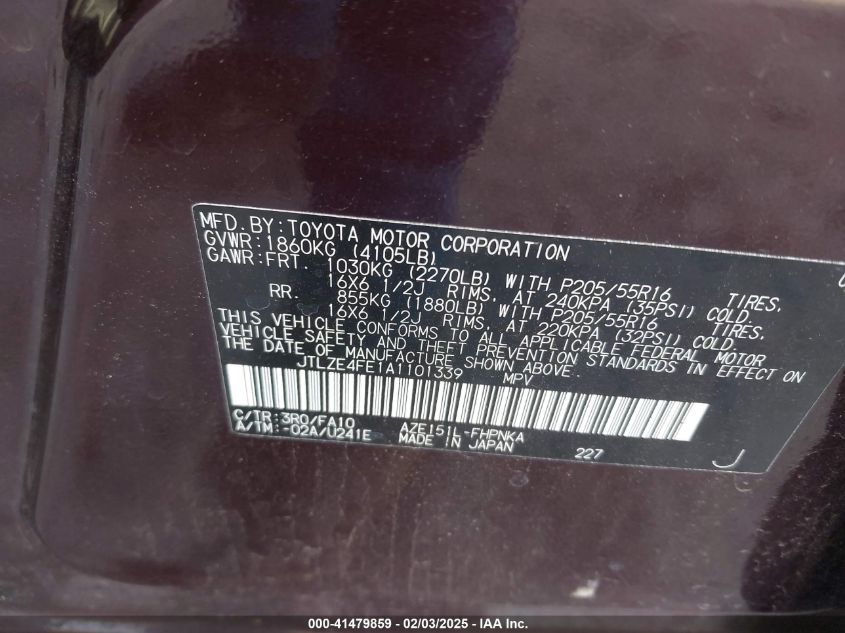 MFD. BY: TOYOTA MOTOR CORPORATION
GVWR: 1860KG (4105LB)
GAWR: FRT. 1030KG (2270LB) WITH P205/55R16 TIRES,
16X6 1/2J RIMS, AT 240KPA (35PSI) COLD.
RR. 855KG (1880LB) WITH P205/55R16 TIRES,
16X6 1/2J RIMS, AT 220KPA (32PSI) COLD.
THIS VEHICLE CONFORMS TO ALL APPLICABLE FEDERAL MOTOR
VEHICLE SAFETY AND THEFT PREVENTION STANDARDS IN EFFECT ON
THE DATE OF MANUFACTURE SHOWN ABOVE.
JTLZE4FE1A1101339 MPV
C/TR: 3R0/FA10 AZE151L-FHPNKA
A/TM: -02A/U241E MADE IN JAPAN 227 J
000-41479859 - 02/03/2025 - IAA Inc.